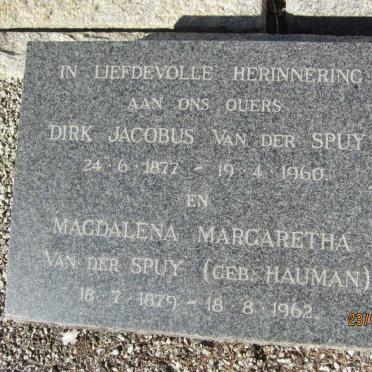 IN LIEFDEVOLLE HERINNERING
AAN ONS OUERS
DIRK JACOBUS VAN DER SPUY
24·6·1877 - 19·4·1960.
EN
MAGDALENA MARGARETHA
VAN DER SPUY (GEB. HAUMAN)
18·7·1879 - 18·8·1962.
23/